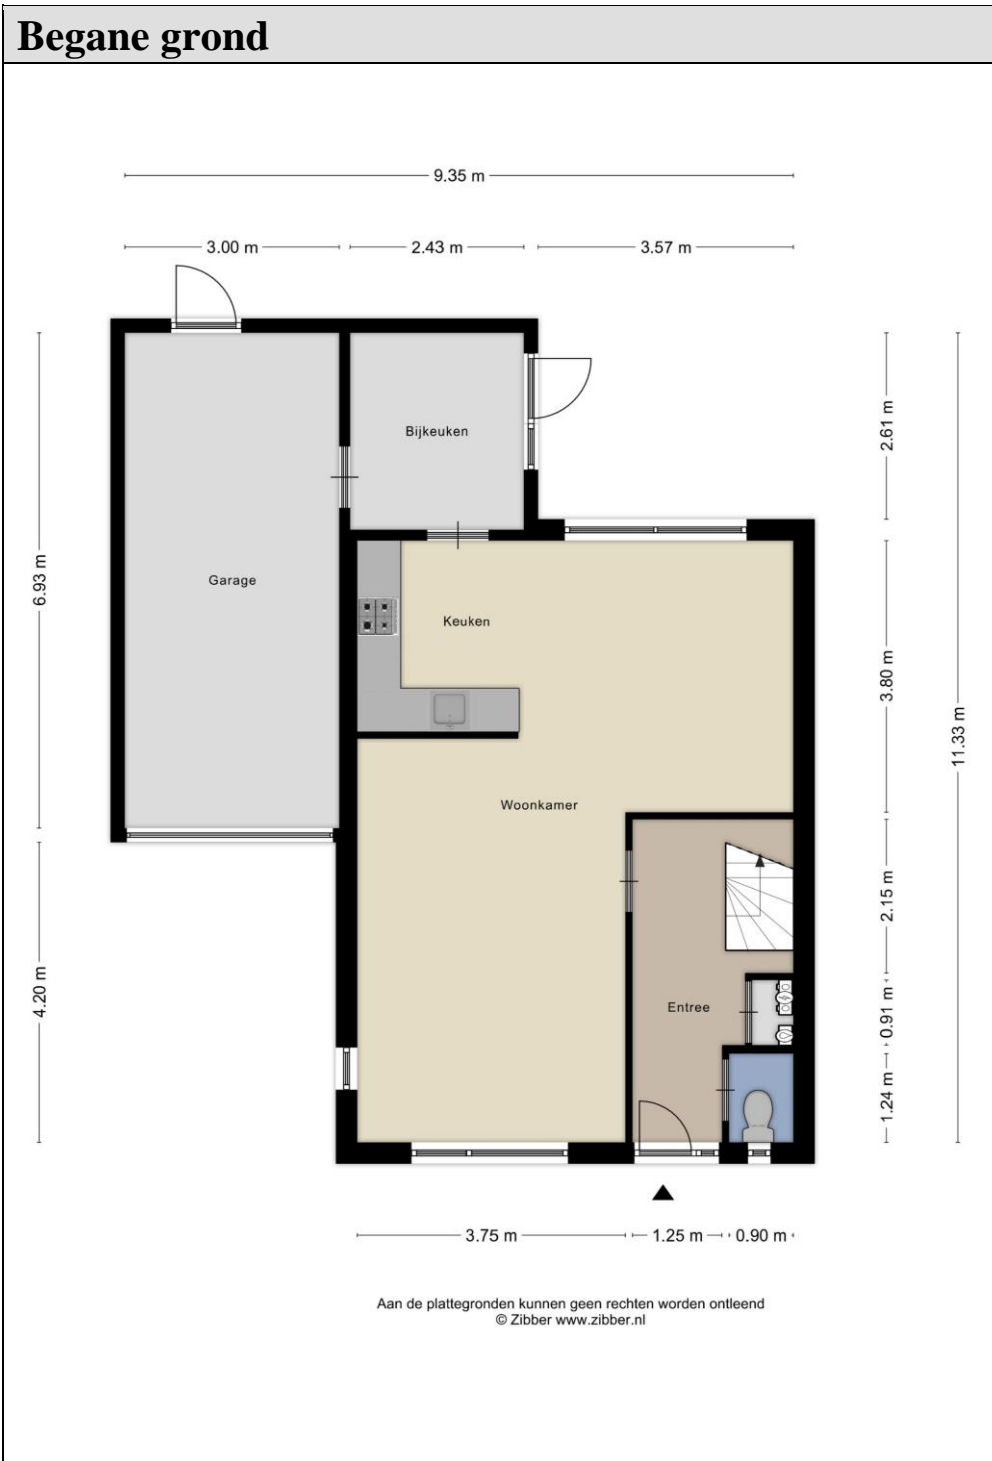 Begane grond
9.35 m
3.00 m
2.43 m
3.57 m
Bijkeuken
2.61 m
Garage
6.93 m
Keuken
3.80 m
11.33 m
Woonkamer
2.15 m
4.20 m
Entree
0.91 m
1.24 m
3.75 m
1.25 m
0.90 m
Aan de plattegronden kunnen geen rechten worden ontleend
© Zibber www.zibber.nl